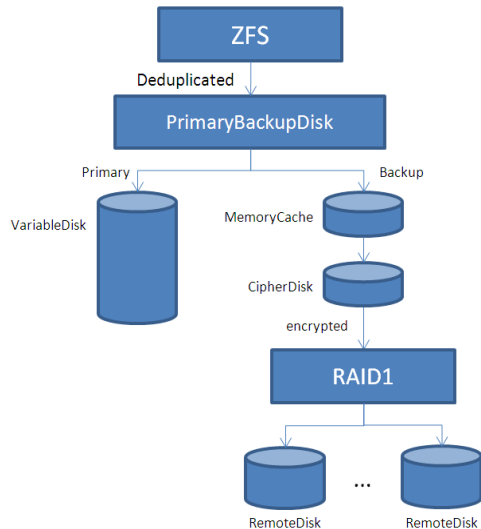 ZFS
Deduplicated
PrimaryBackupDisk
Primary
Backup
VariableDisk
MemoryCache
CipherDisk
encrypted
RAID1
...
RemoteDisk
RemoteDisk